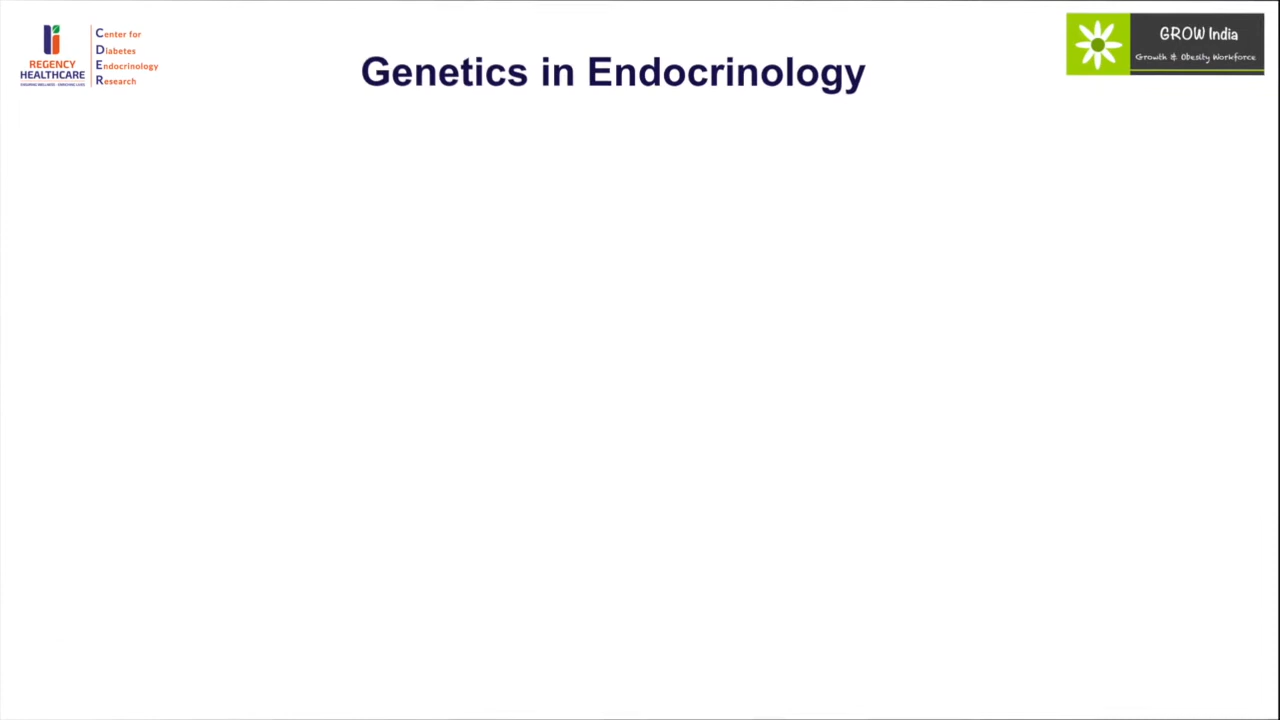 REGENCY
HEALTHCARE
Center for
Diabetes
Endocrinology
Research
Genetics in Endocrinology
GROW India
Growth & Obesity Workforce